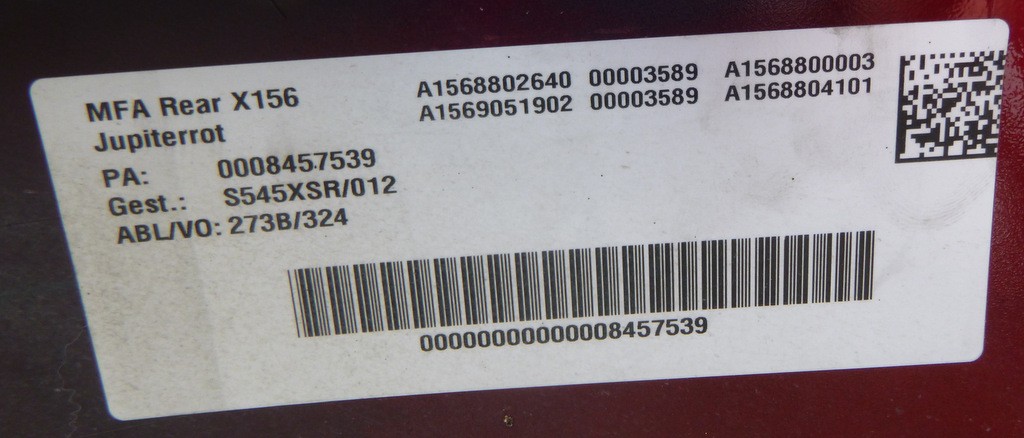 MFA Rear X156
Jupiterrot
A1568802640 00003589 A1568800003
A1569051902 00003589 A1568804101
PA: 0008457539
Gest.: S545XSR/012
ABL/VO: 273B/324
00000000000008457539